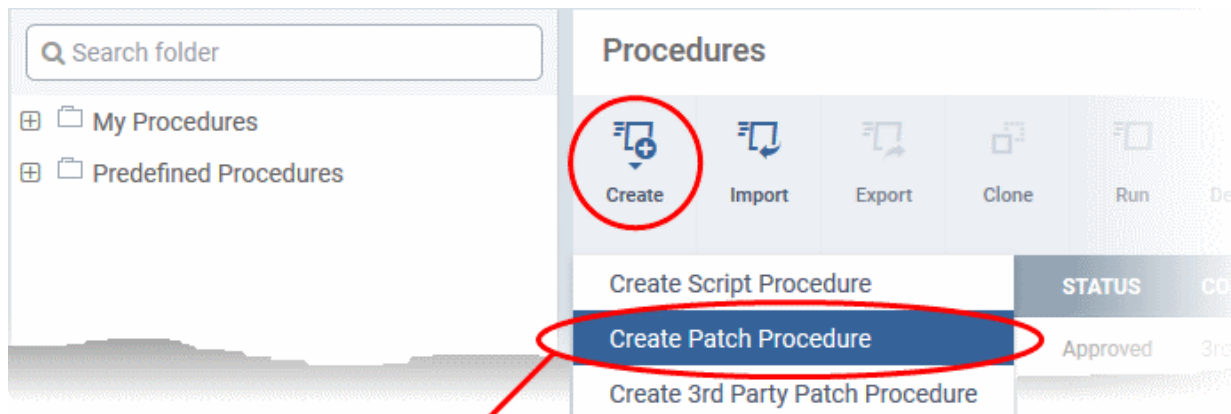 Search folder
My Procedures
Predefined Procedures
Procedures
Create Import Export Clone Run
Create Script Procedure
Create Patch Procedure
Create 3rd Party Patch Procedure
STATUS
Approved